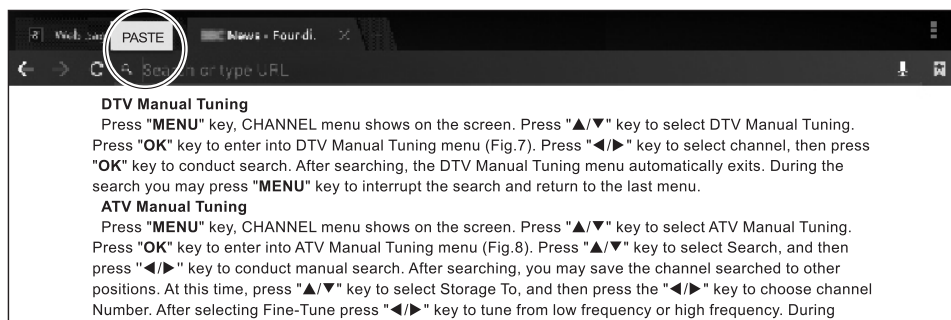 PASTE
News - Found i.
Search or type URL
DTV Manual Tuning
Press "MENU" key, CHANNEL menu shows on the screen. Press "▲/▼" key to select DTV Manual Tuning.
Press "OK" key to enter into DTV Manual Tuning menu (Fig.7). Press "◀/▶" key to select channel, then press
"OK" key to conduct search. After searching, the DTV Manual Tuning menu automatically exits. During the
search you may press "MENU" key to interrupt the search and return to the last menu.
ATV Manual Tuning
Press "MENU" key, CHANNEL menu shows on the screen. Press "▲/▼" key to select ATV Manual Tuning.
Press "OK" key to enter into ATV Manual Tuning menu (Fig.8). Press "▲/▼" key to select Search, and then
press "◀/▶" key to conduct manual search. After searching, you may save the channel searched to other
positions. At this time, press "▲/▼" key to select Storage To, and then press the "◀/▶" key to choose channel
Number. After selecting Fine-Tune press "◀/▶" key to tune from low frequency or high frequency. During